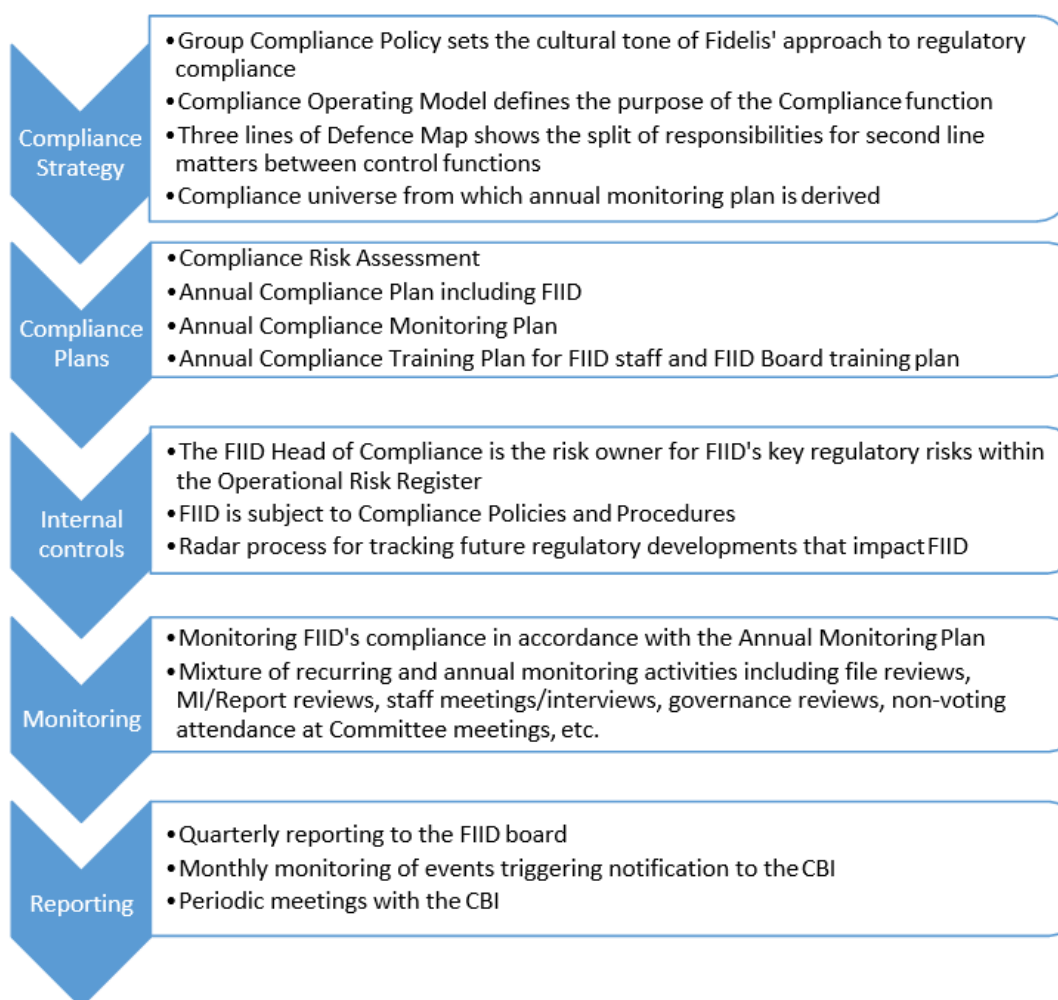 Compliance
Strategy
•Group Compliance Policy sets the cultural tone of Fidelis' approach to regulatory
compliance
•Compliance Operating Model defines the purpose of the Compliance function
•Three lines of Defence Map shows the split of responsibilities for second line
matters between control functions
•Compliance universe from which annual monitoring plan is derived
Compliance
Plans
•Compliance Risk Assessment
•Annual Compliance Plan including FIID
•Annual Compliance Monitoring Plan
•Annual Compliance Training Plan for FIID staff and FIID Board training plan
Internal
controls
•The FIID Head of Compliance is the risk owner for FIID's key regulatory risks within
the Operational Risk Register
•FIID is subject to Compliance Policies and Procedures
•Radar process for tracking future regulatory developments that impact FIID
Monitoring
•Monitoring FIID's compliance in accordance with the Annual Monitoring Plan
•Mixture of recurring and annual monitoring activities including file reviews,
MI/Report reviews, staff meetings/interviews, governance reviews, non-voting
attendance at Committee meetings, etc.
Reporting
•Quarterly reporting to the FIID board
•Monthly monitoring of events triggering notification to the CBI
•Periodic meetings with the CBI